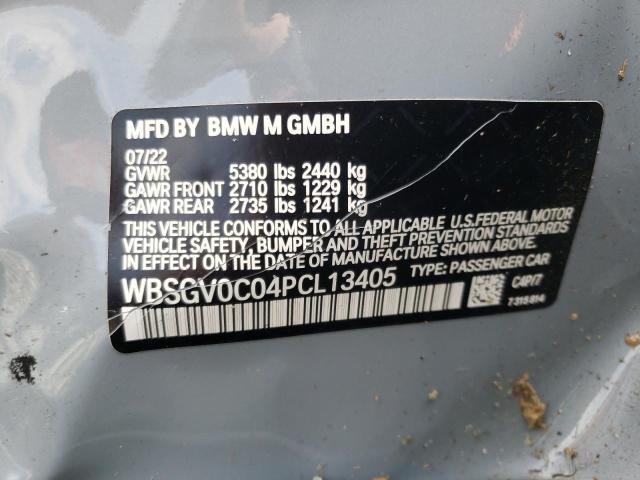 MFD BY BMW M GMBH
07/22
GVWR 5380 lbs 2440 kg
GAWR FRONT 2710 lbs 1229 kg
GAWR REAR 2735 lbs 1241 kg
THIS VEHICLE CONFORMS TO ALL APPLICABLE U.S.FEDERAL MOTOR
VEHICLE SAFETY, BUMPER AND THEFT PREVENTION STANDARDS
IN EFFECT ON THE DATE OF MANUFACTURE SHOWN ABOVE.
WBSGV0C04PCL13405 TYPE: PASSENGER CAR
C4P/7
7 315 814